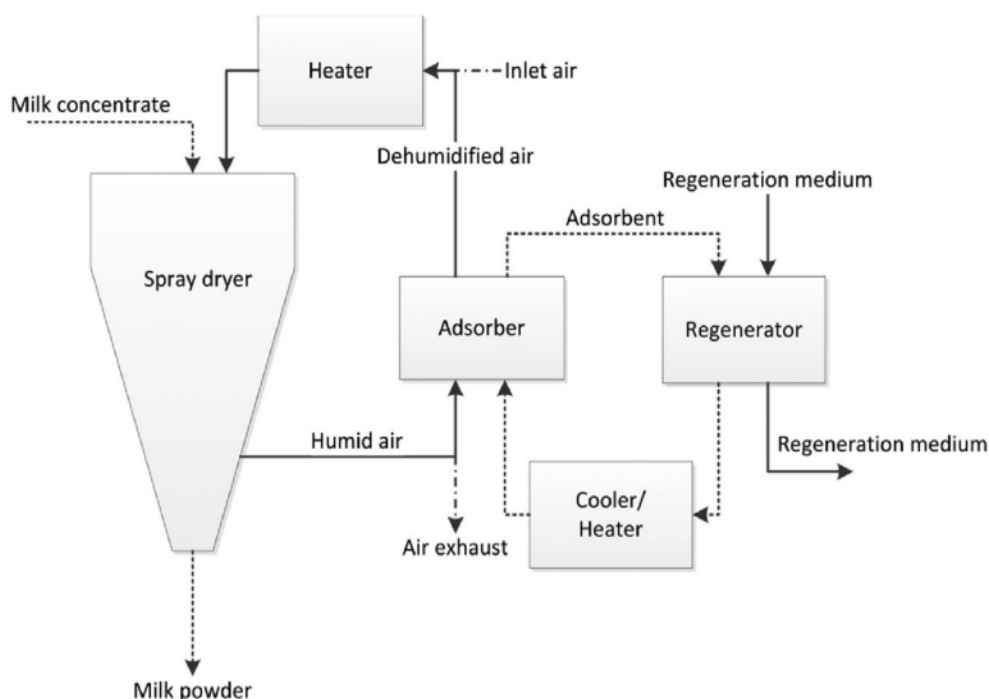 Heater
Inlet air
Milk concentrate
Dehumidified air
Regeneration medium
Adsorbent
Spray dryer
Adsorber
Regenerator
Humid air
Regeneration medium
Cooler/
Heater
Air exhaust
Milk powder